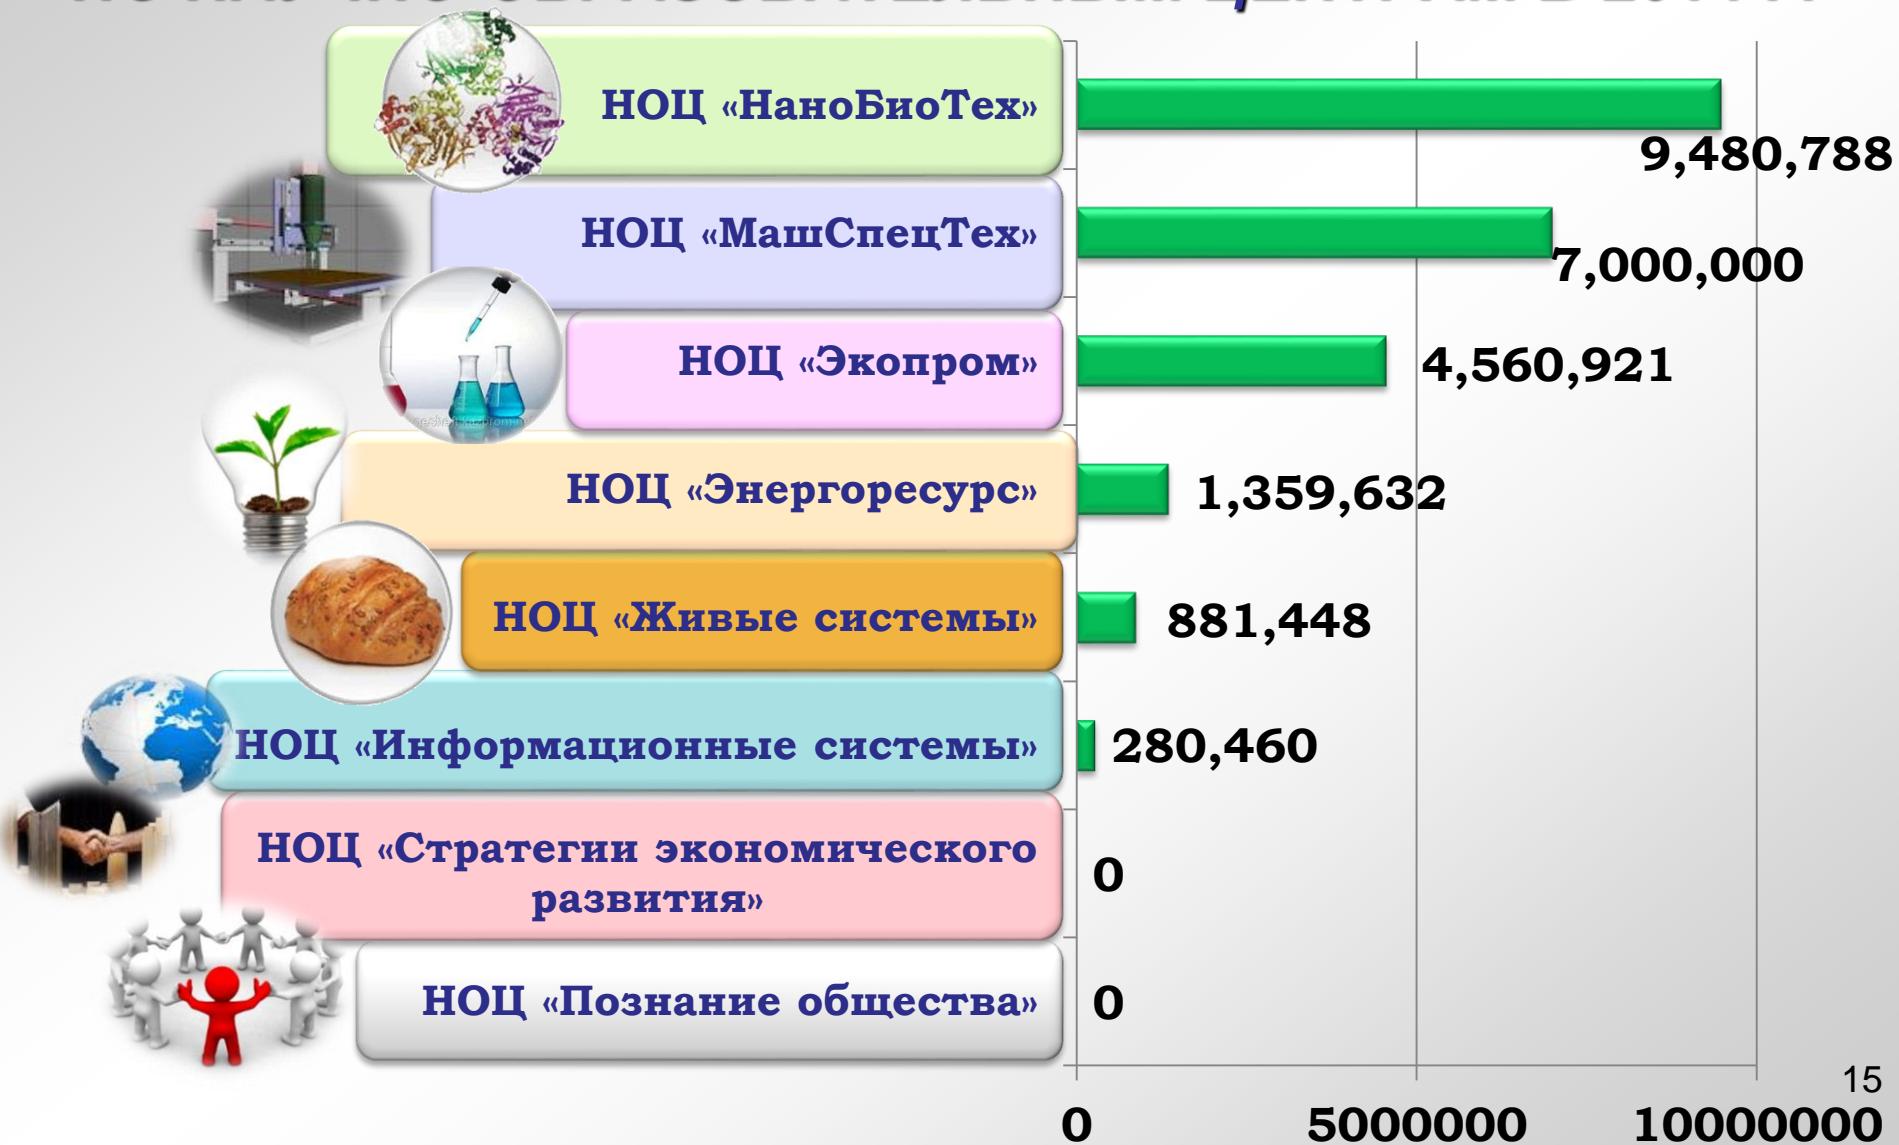 НОЦ «НаноБиоТех»
9,480,788
НОЦ «МашСпецТех»
7,000,000
НОЦ «Экопром»
4,560,921
НОЦ «Энергоресурс»
1,359,632
НОЦ «Живые системы»
881,448
НОЦ «Информационные системы»
280,460
НОЦ «Стратегии экономического
развития»
0
НОЦ «Познание общества»
0
15
0 5000000 10000000